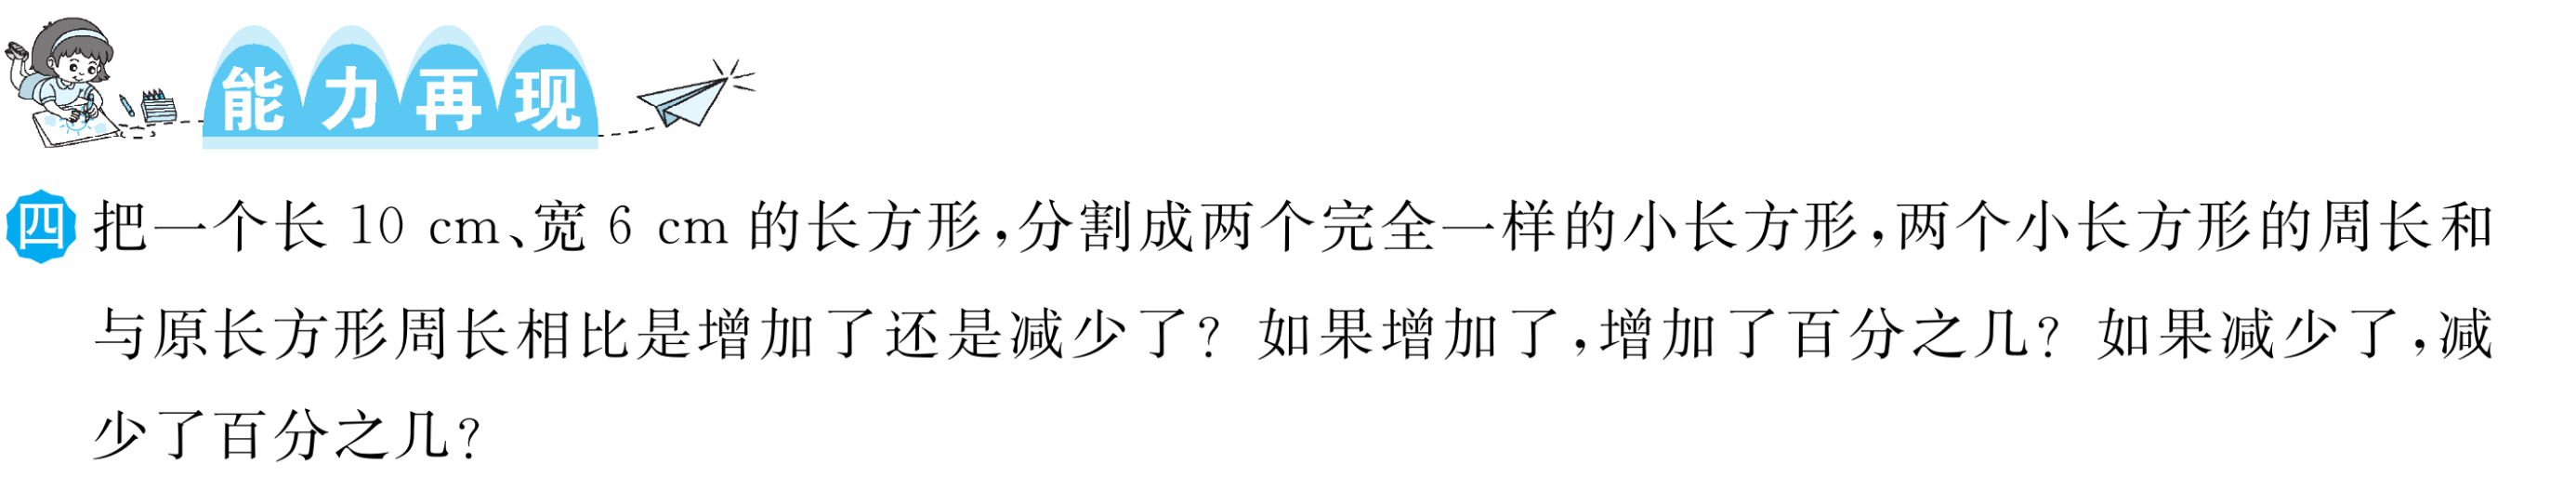 能力再现
四 把一个长 10 cm、宽 6 cm 的长方形,分割成两个完全一样的小长方形,两个小长方形的周长和
与原长方形周长相比是增加了还是减少了? 如果增加了,增加了百分之几? 如果减少了,减
少了百分之几?